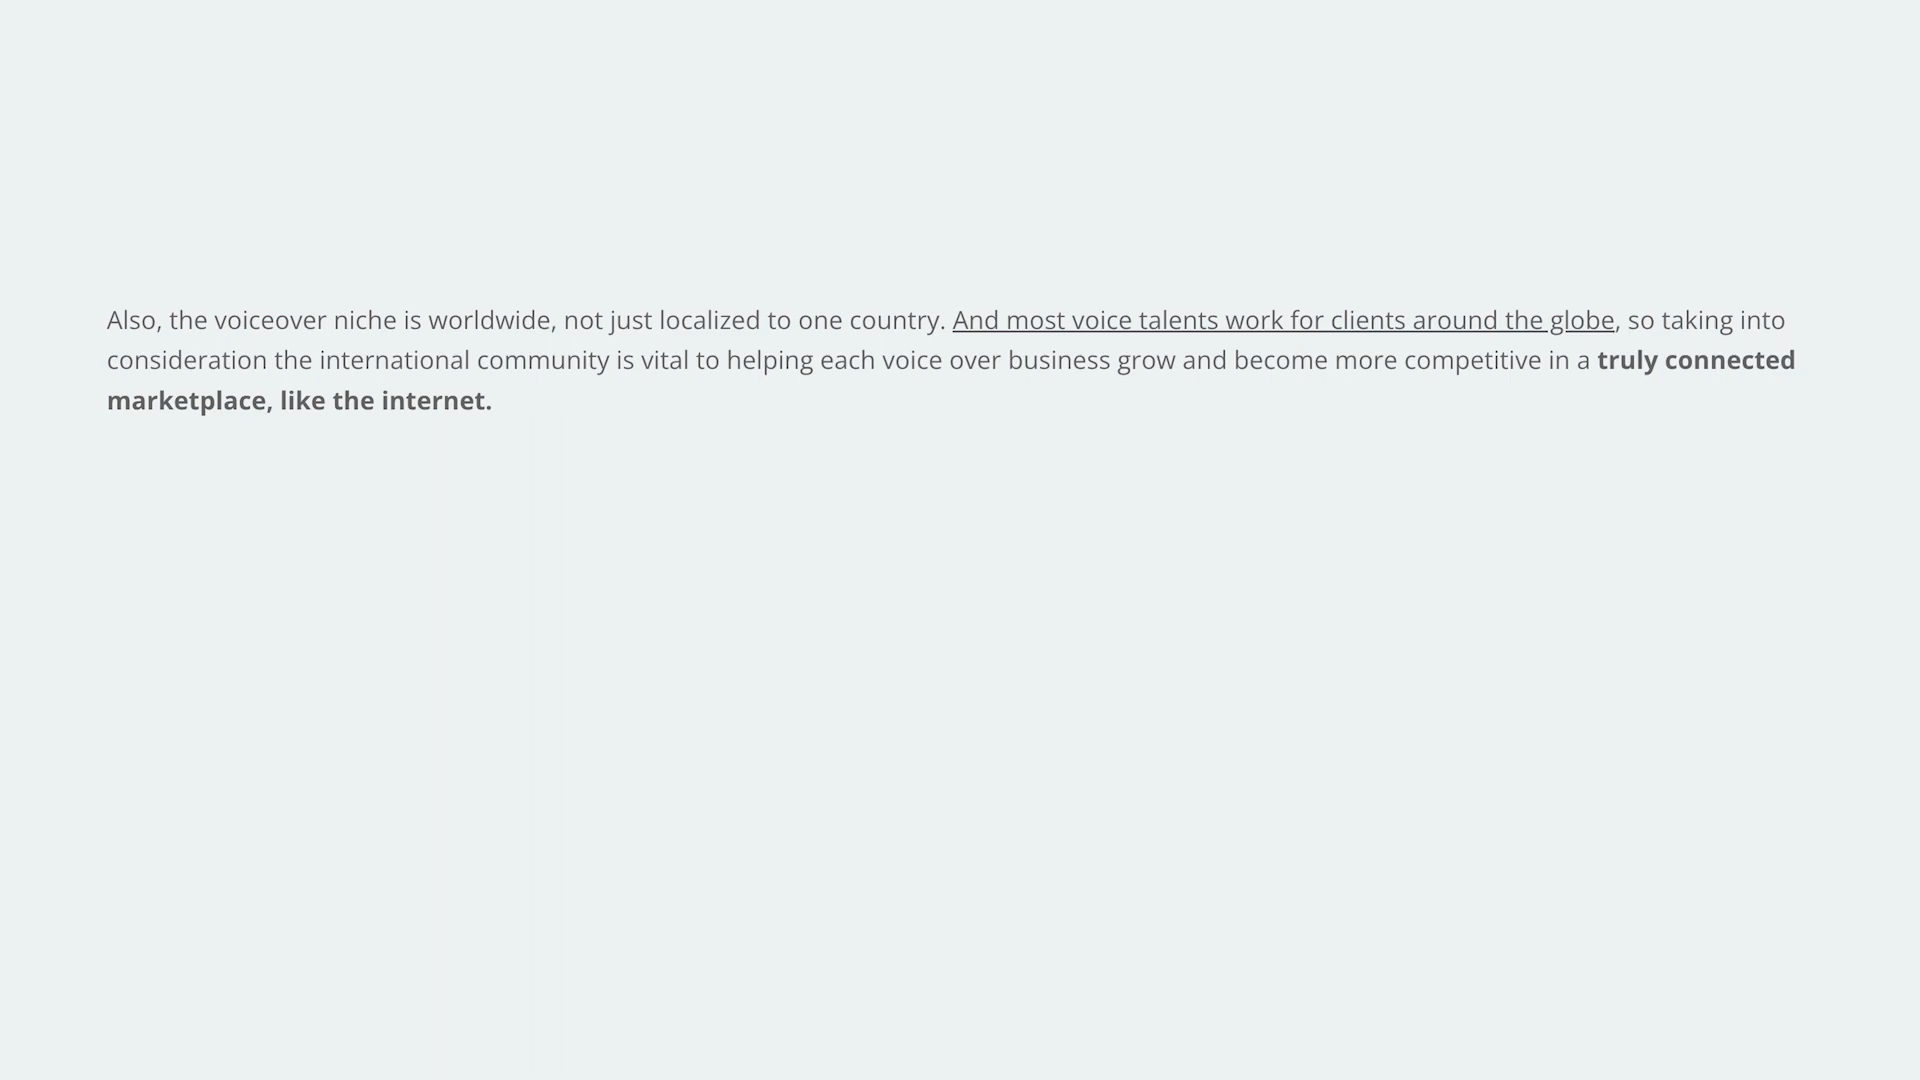 Also, the voiceover niche is worldwide, not just localized to one country. And most voice talents work for clients around the globe, so taking into
consideration the international community is vital to helping each voice over business grow and become more competitive in a truly connected
marketplace, like the internet.